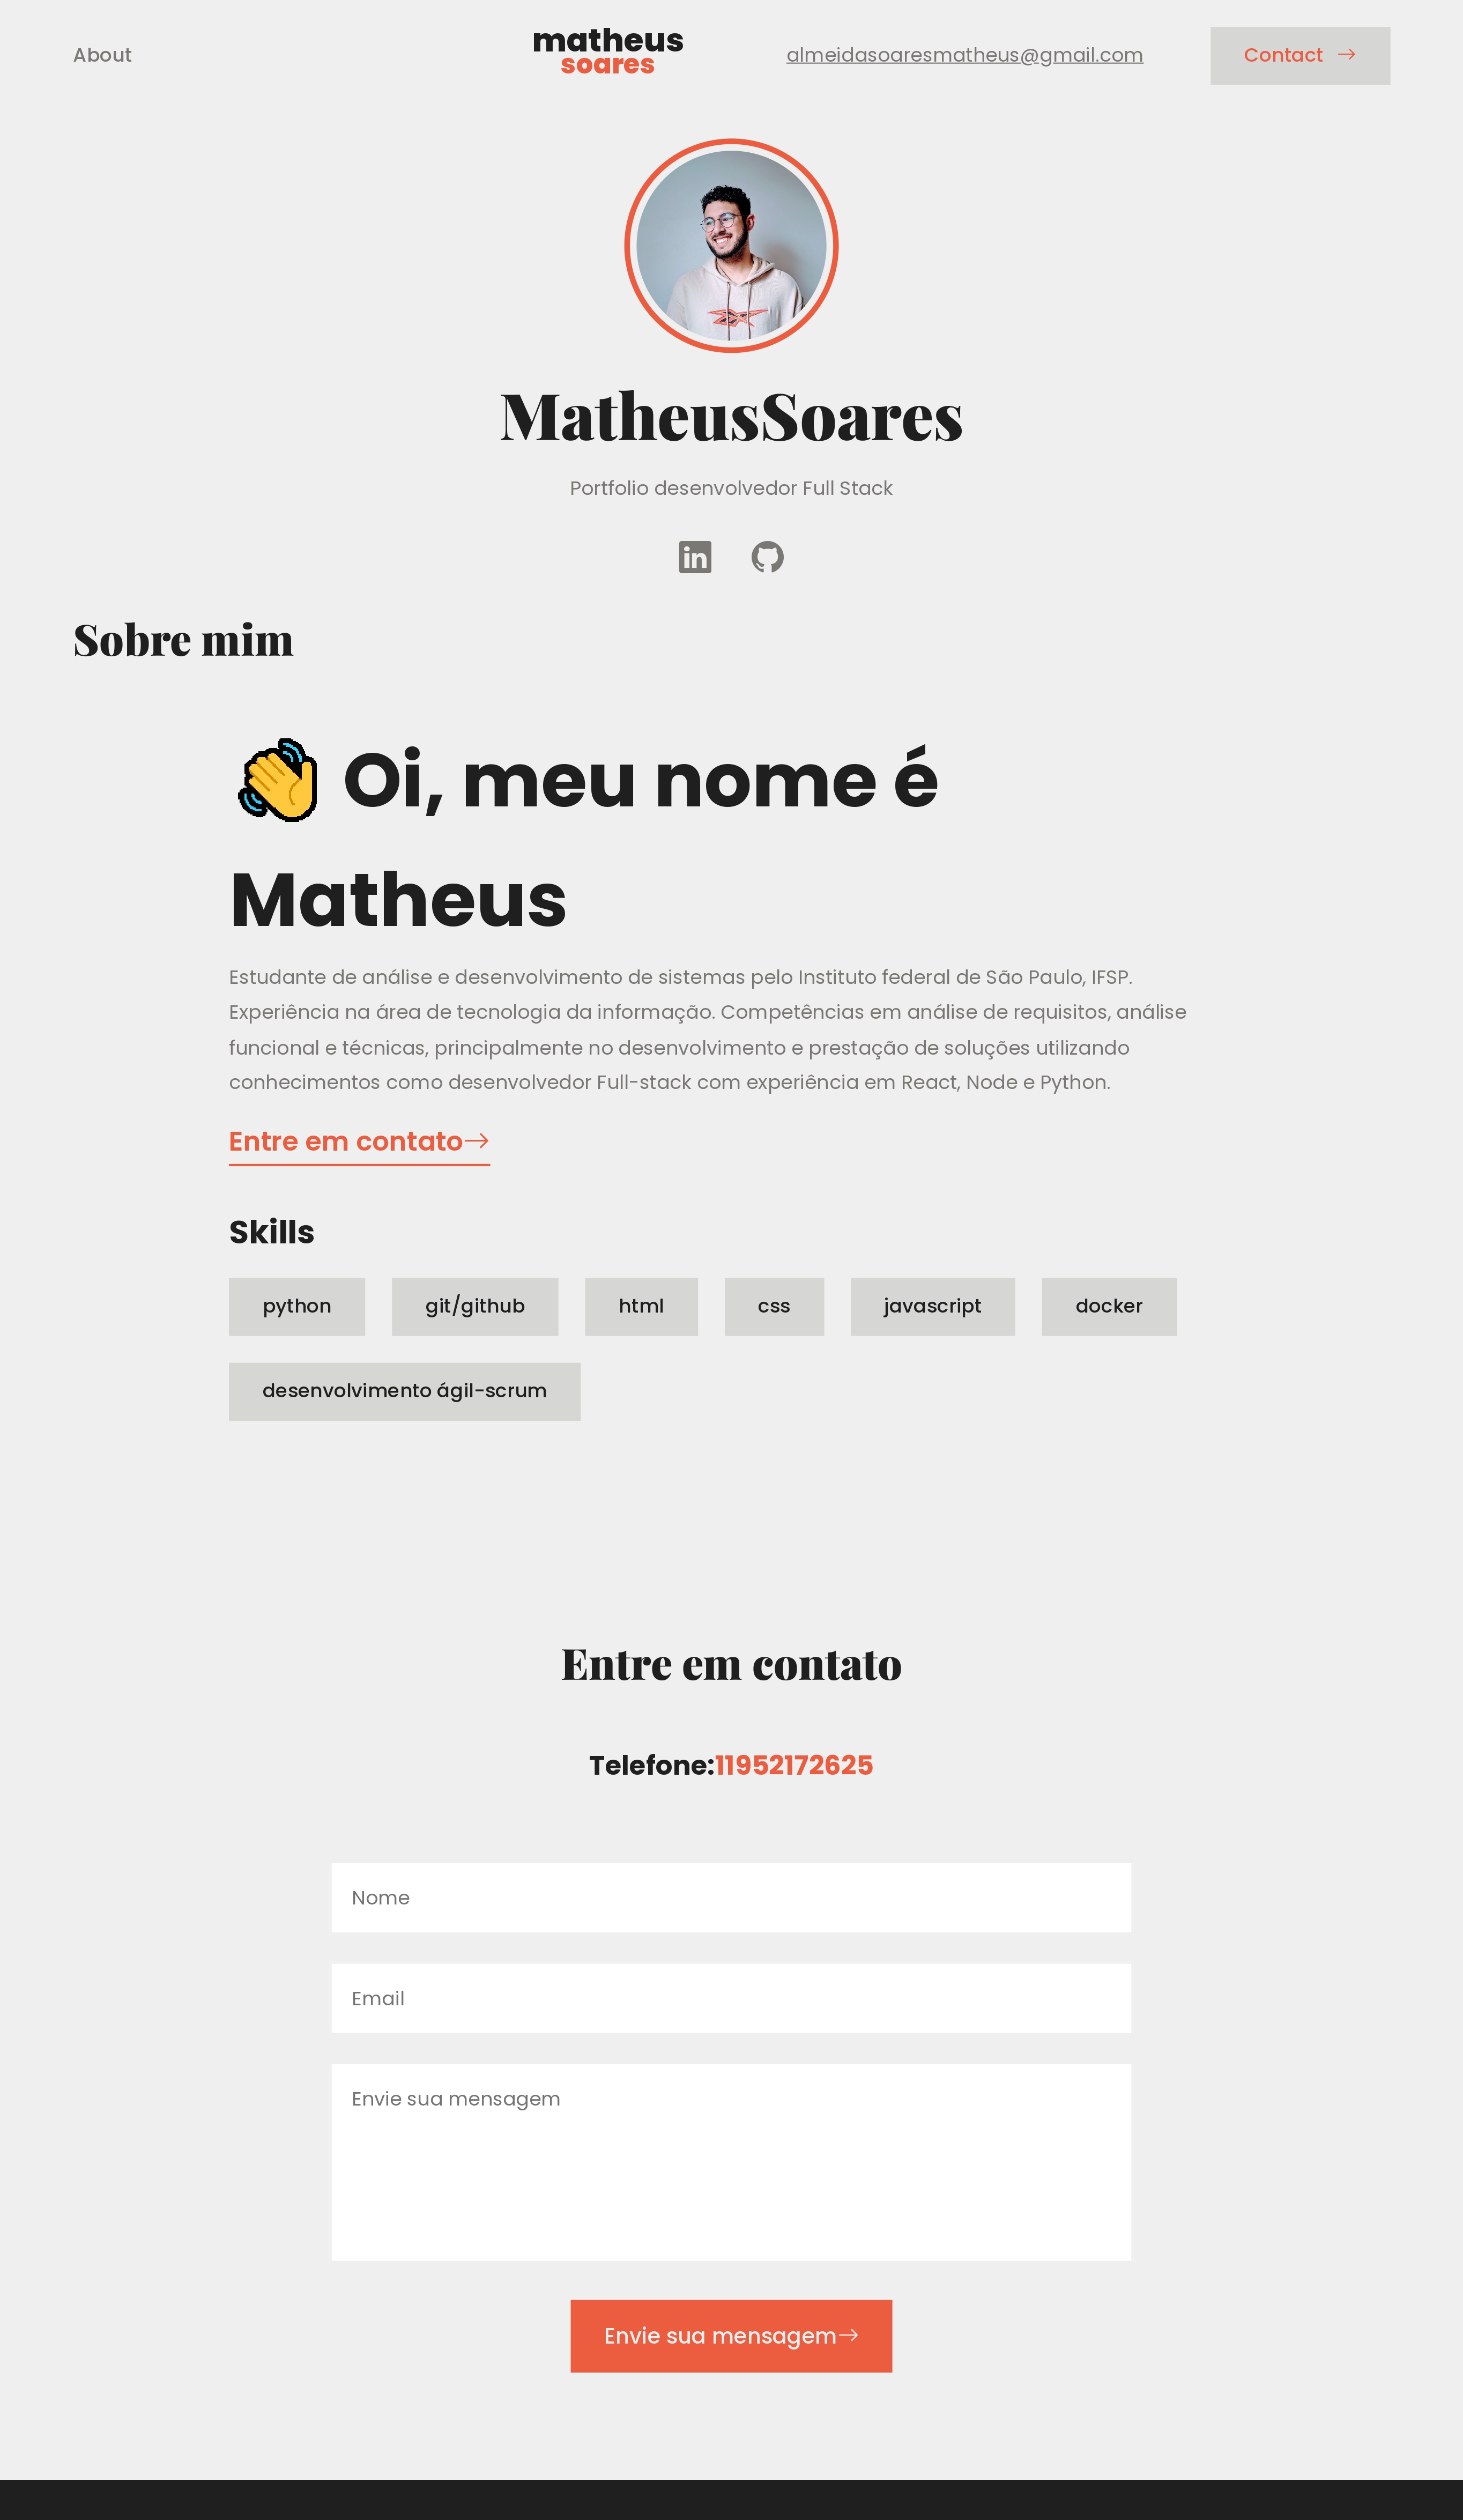 About
matheus
soares
almeidasoaresmatheus@gmail.com
Contact →
MatheusSoares
Portfolio desenvolvedor Full Stack
in
Sobre mim
👋 Oi, meu nome é
Matheus
Estudante de análise e desenvolvimento de sistemas pelo Instituto federal de São Paulo, IFSP.
Experiência na área de tecnologia da informação. Competências em análise de requisitos, análise
funcional e técnicas, principalmente no desenvolvimento e prestação de soluções utilizando
conhecimentos como desenvolvedor Full-stack com experiência em React, Node e Python.
Entre em contato→
Skills
python
git/github
html
css
javascript
docker
desenvolvimento ágil-scrum
Entre em contato
Telefone:11952172625
Nome
Email
Envie sua mensagem
Envie sua mensagem→